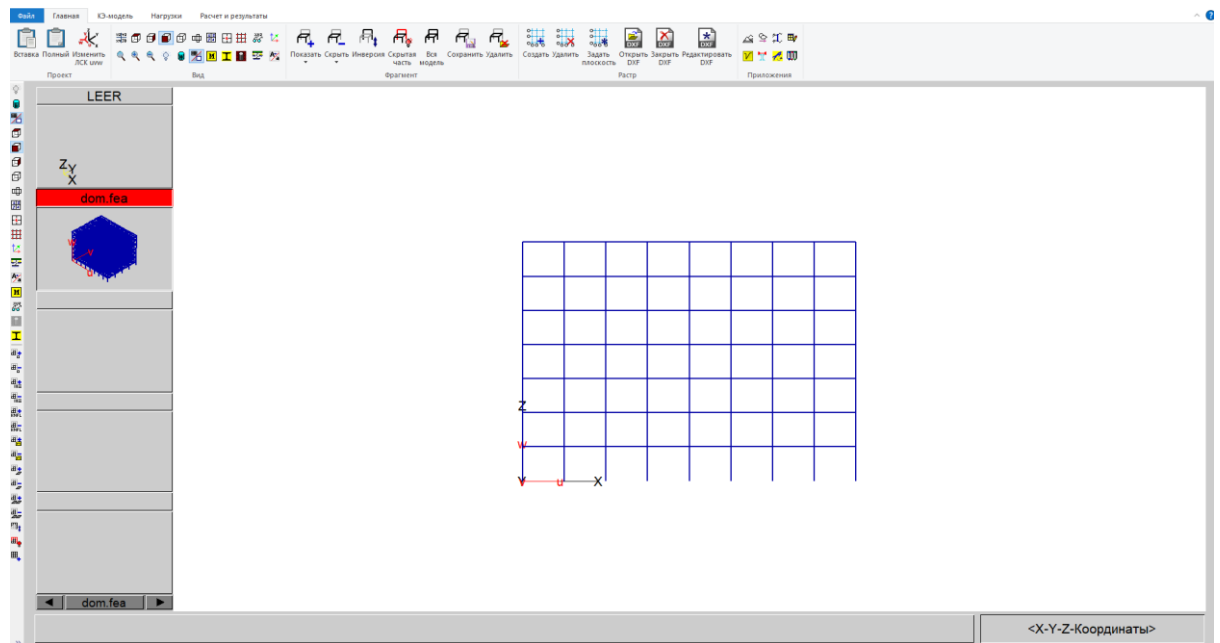 Файл Главная КЭ-модель Нагрузки Расчет и результаты
Вставка Полный Изменить ЛСК uvw
Показать Скрыть Инверсия Скрытая часть Вся модель Сохранить Удалить
Создать Удалить Задать плоскость Открыть DXF Закрыть DXF Редактировать DXF
Проект Вид Фрагмент Растр Приложения
LEER
Z Y
X
dom.fea
w v
u
Z
w
Y u X
dom.fea
<X-Y-Z-Координаты>